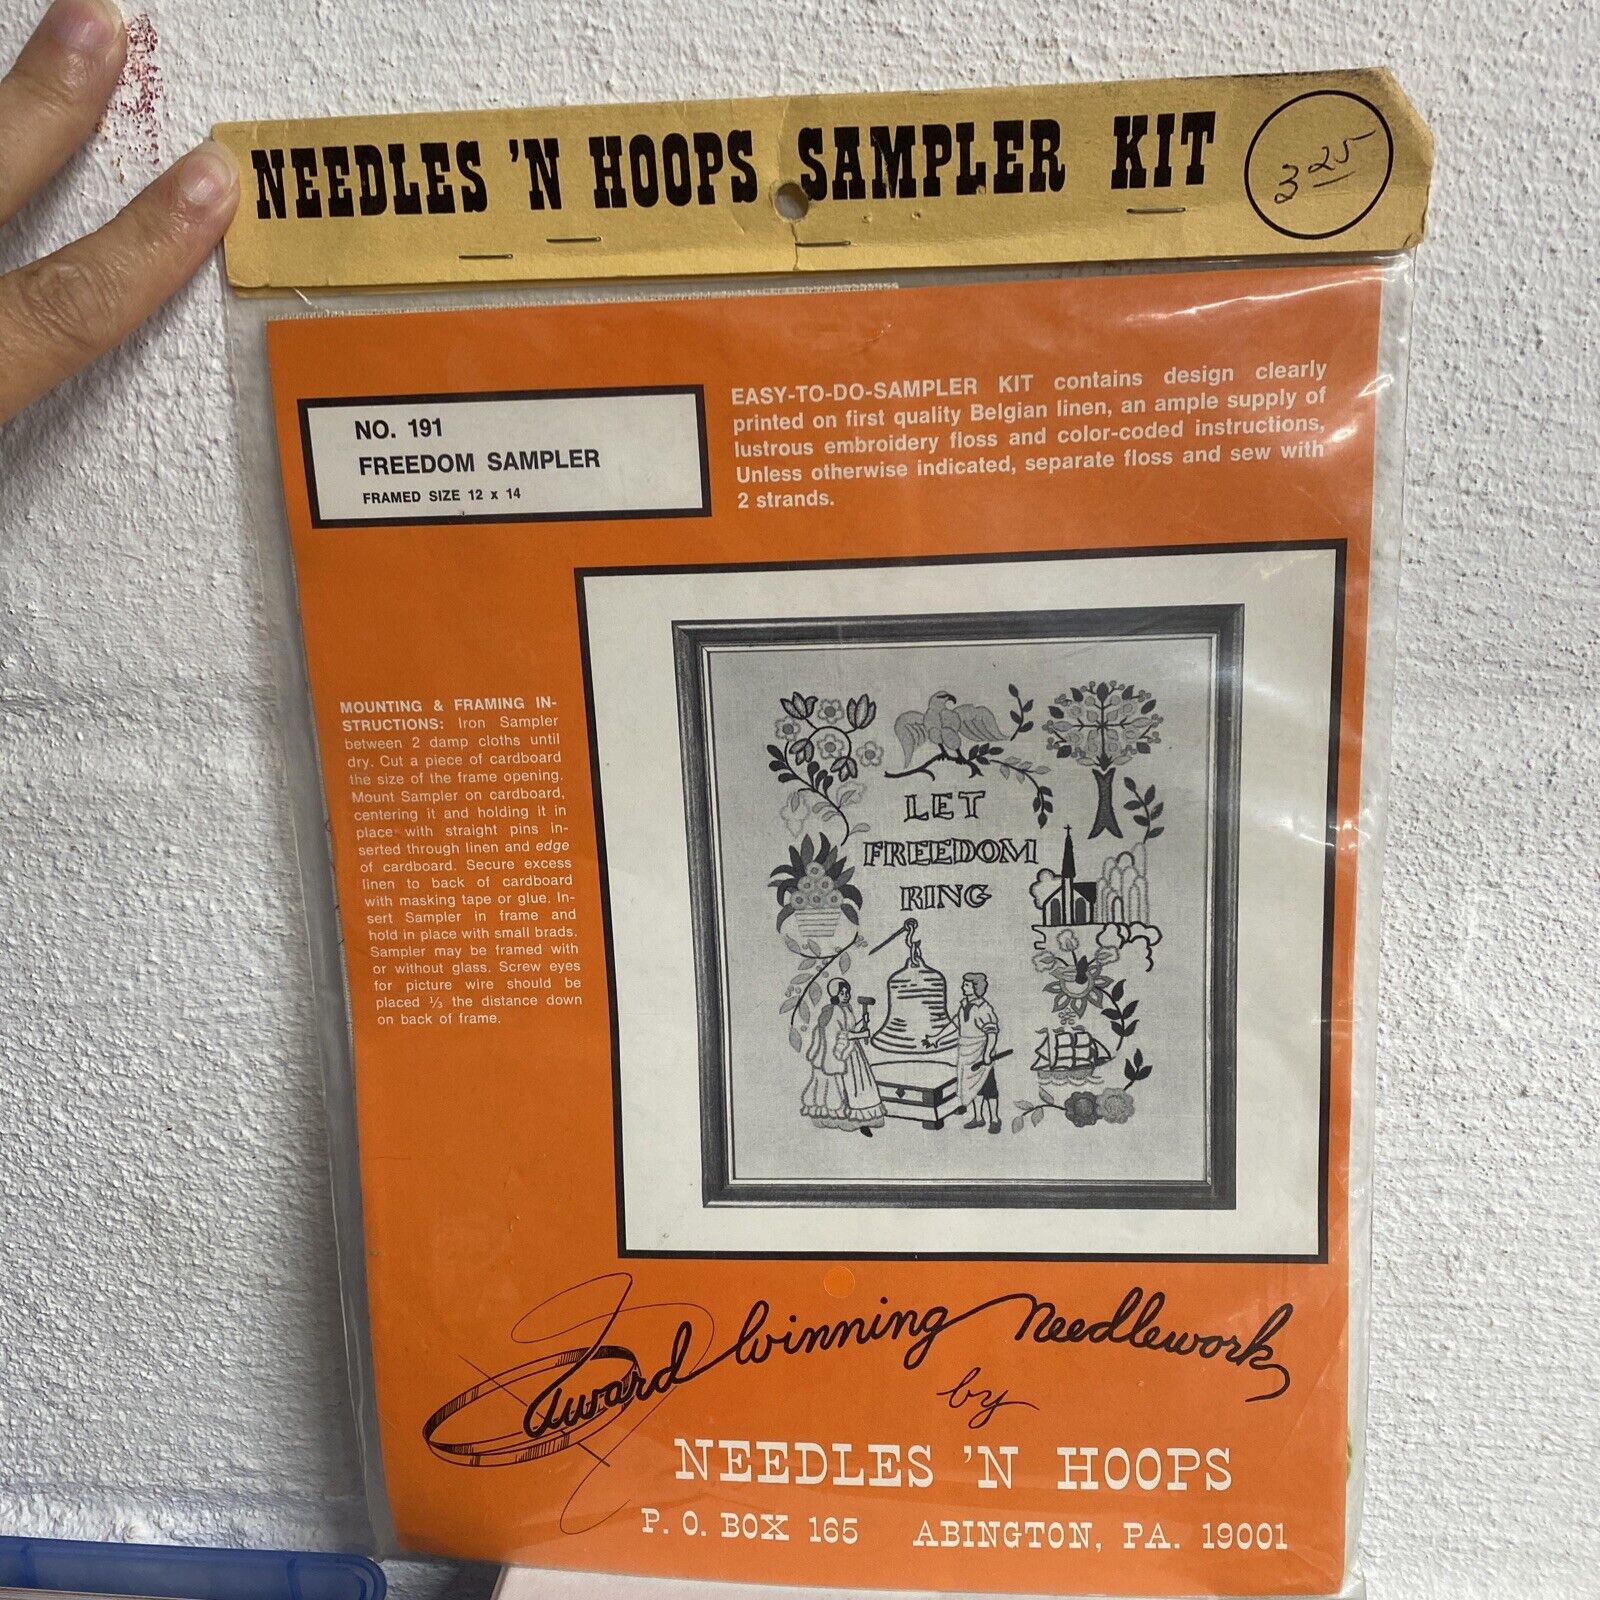 NEEDLES 'N HOOPS SAMPLER KIT
3 25
NO. 191
FREEDOM SAMPLER
FRAMED SIZE 12 x 14
EASY-TO-DO-SAMPLER KIT contains design clearly
printed on first quality Belgian linen, an ample supply of
lustrous embroidery floss and color-coded instructions,
Unless otherwise indicated, separate floss and sew with
2 strands.
MOUNTING & FRAMING IN-
STRUCTIONS: Iron Sampler
between 2 damp cloths until
dry. Cut a piece of cardboard
the size of the frame opening.
Mount Sampler on cardboard,
centering it and holding it in
place with straight pins in-
serted through linen and edge
of cardboard. Secure excess
linen to back of cardboard
with masking tape or glue. In-
sert Sampler in frame and
hold in place with small brads.
Sampler may be framed with
or without glass. Screw eyes
for picture wire should be
placed ⅓ the distance down
on back of frame.
LET
FREEDOM
RING
Award Winning Needlework
by
NEEDLES 'N HOOPS
P. O. BOX 165 ABINGTON, PA. 19001